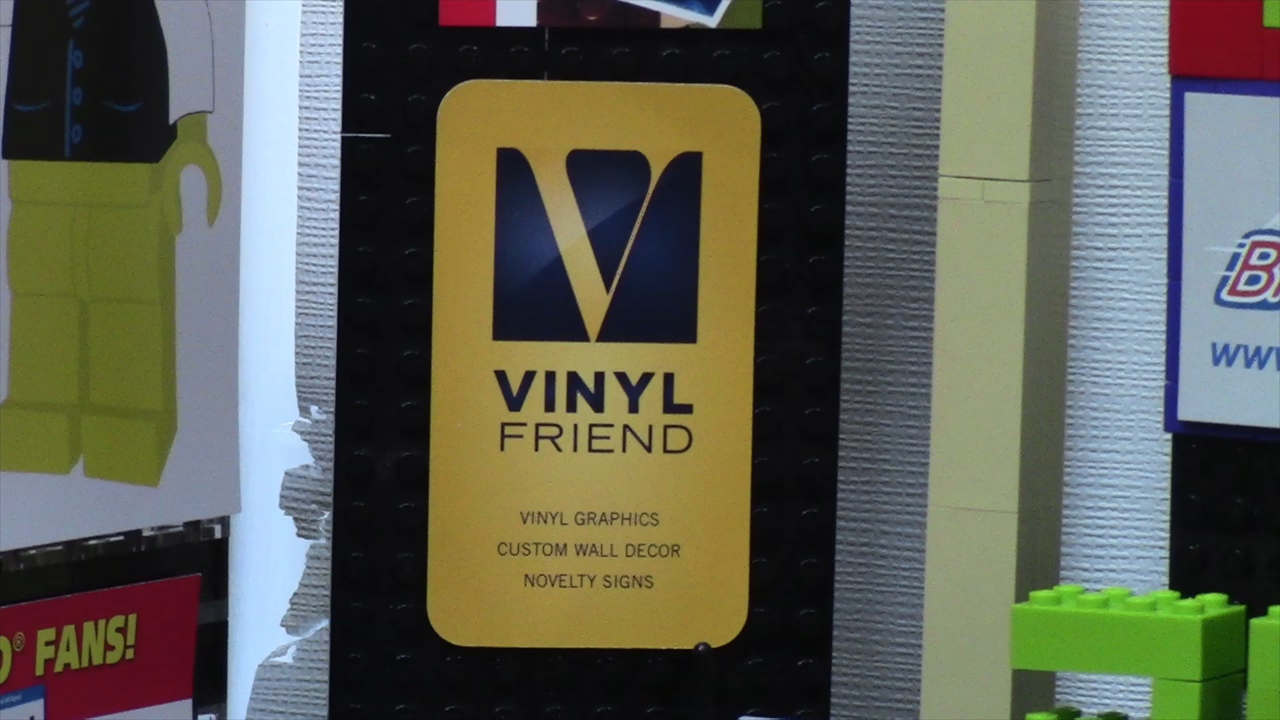 VINYL
FRIEND
VINYL GRAPHICS
CUSTOM WALL DECOR
NOVELTY SIGNS
® FANS!
www